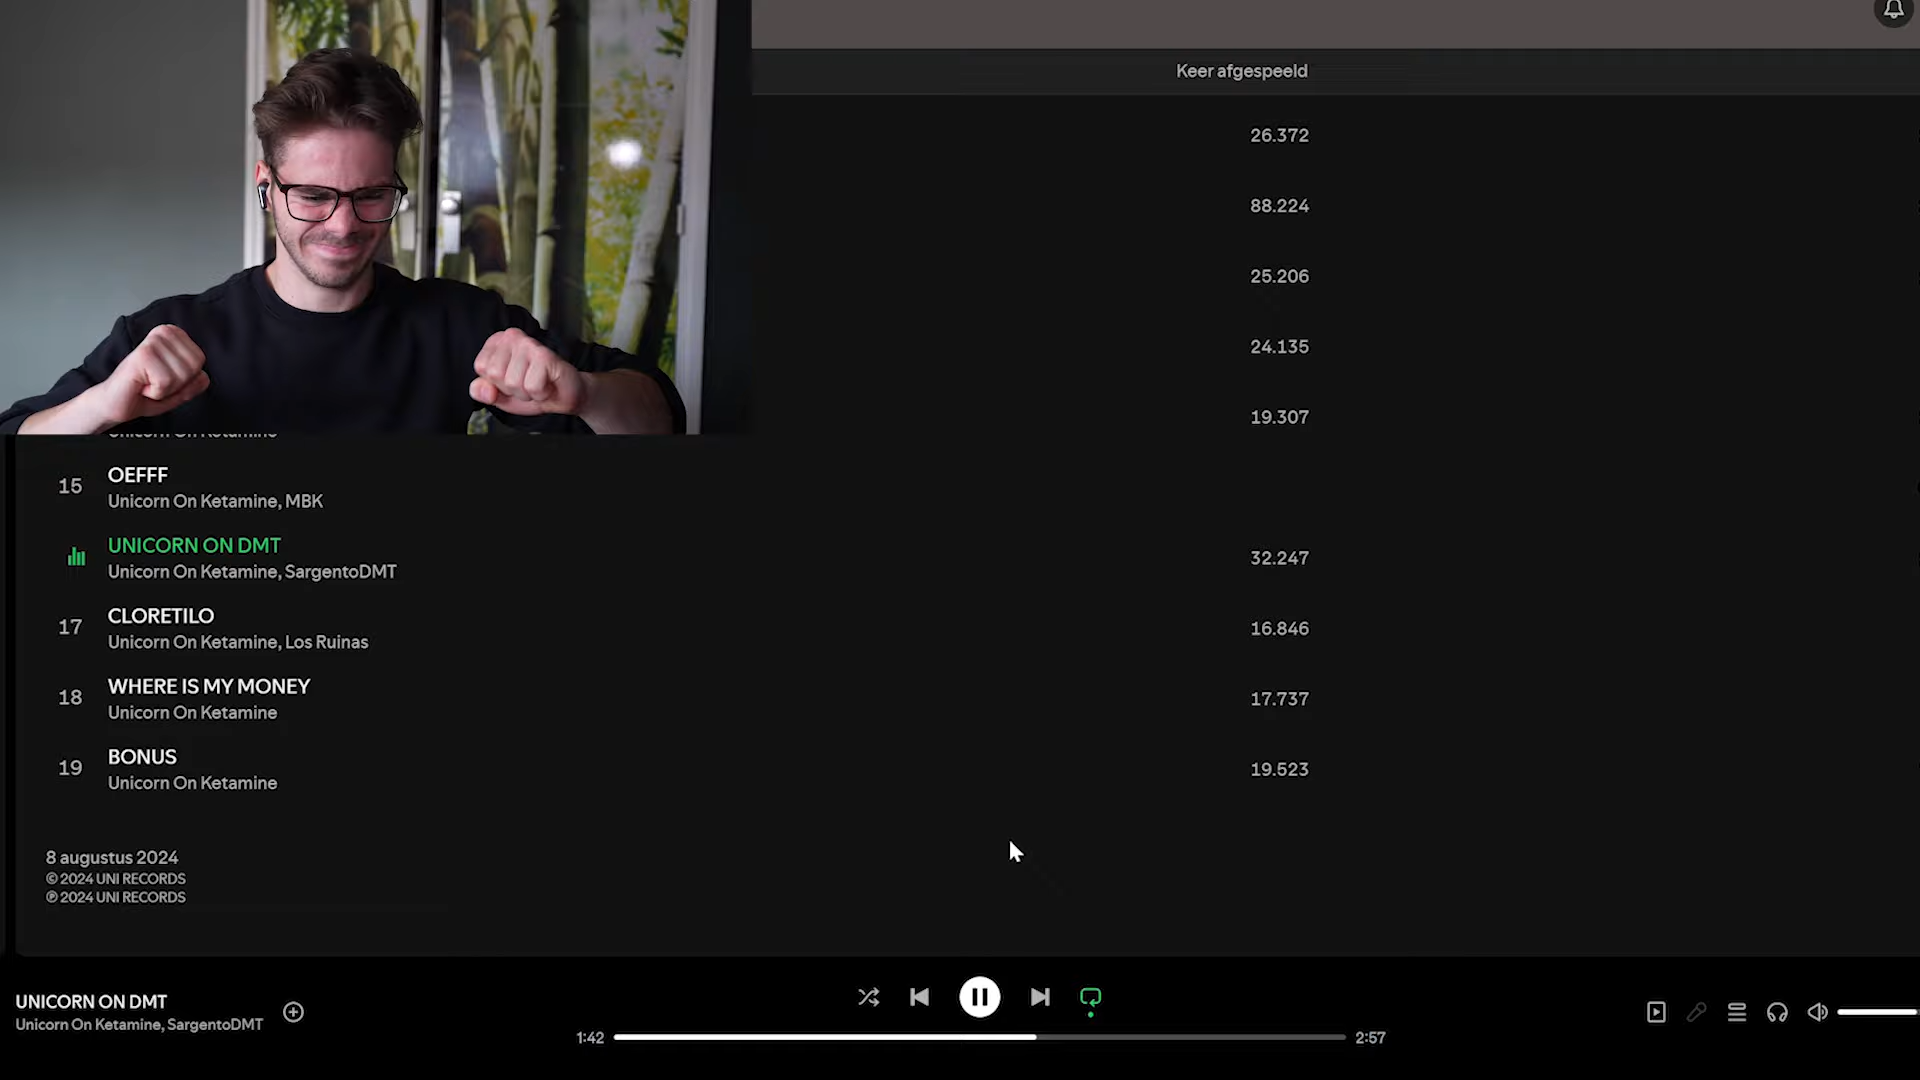 Keer afgespeeld
26.372
88.224
25.206
24.135
19.307
Unicorn On Ketamine
15
OEFFF
Unicorn On Ketamine, MBK
UNICORN ON DMT
Unicorn On Ketamine, SargentoDMT
32.247
17
CLORETILO
Unicorn On Ketamine, Los Ruinas
16.846
18
WHERE IS MY MONEY
Unicorn On Ketamine
17.737
19
BONUS
Unicorn On Ketamine
19.523
8 augustus 2024
© 2024 UNI RECORDS
℗ 2024 UNI RECORDS
UNICORN ON DMT
Unicorn On Ketamine, SargentoDMT
1:42
2:57